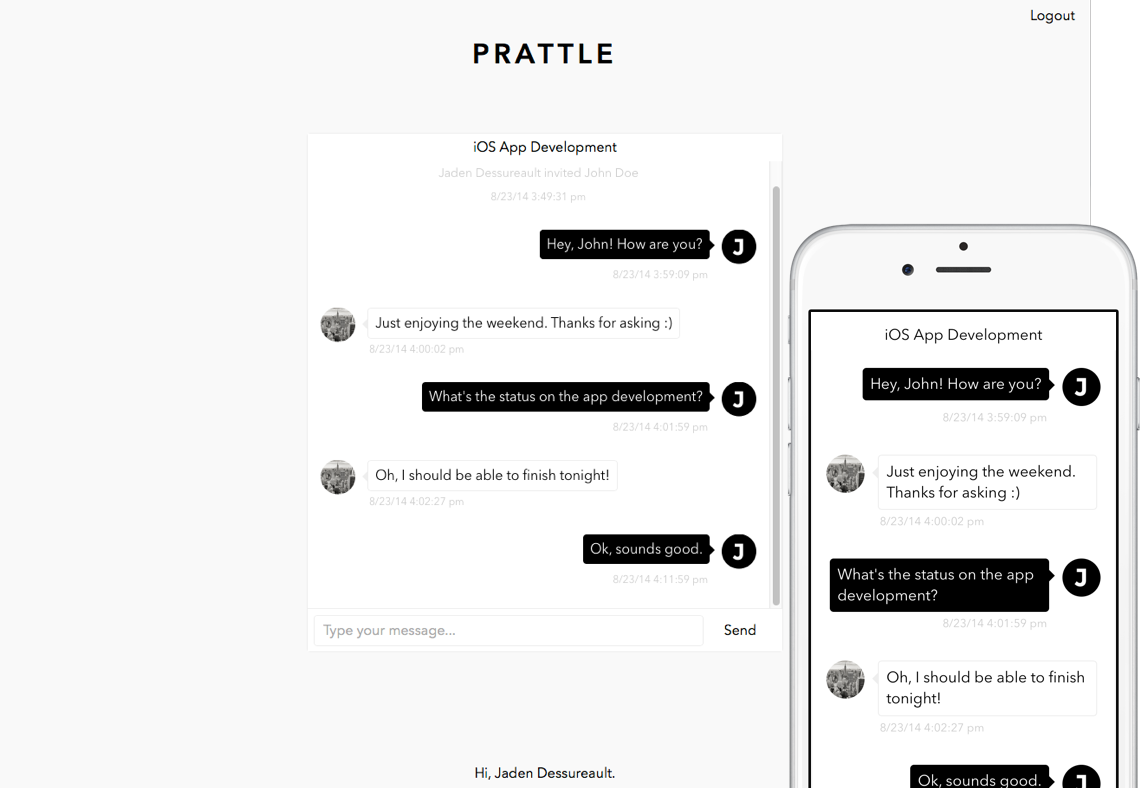 Logout
PRATTLE
iOS App Development
Jaden Dessureault invited John Doe
8/23/14 3:49:31 pm
Hey, John! How are you?
J
8/23/14 3:59:09 pm
Just enjoying the weekend. Thanks for asking :)
8/23/14 4:00:02 pm
What's the status on the app development?
J
8/23/14 4:01:59 pm
Oh, I should be able to finish tonight!
8/23/14 4:02:27 pm
Ok, sounds good.
J
8/23/14 4:11:59 pm
Type your message...
Send
Hi, Jaden Dessureault.
iOS App Development
Hey, John! How are you?
J
8/23/14 3:59:09 pm
Just enjoying the weekend.
Thanks for asking :)
8/23/14 4:00:02 pm
What's the status on the app
development?
J
8/23/14 4:01:59 pm
Oh, I should be able to finish
tonight!
8/23/14 4:02:27 pm
Ok, sounds good.
J